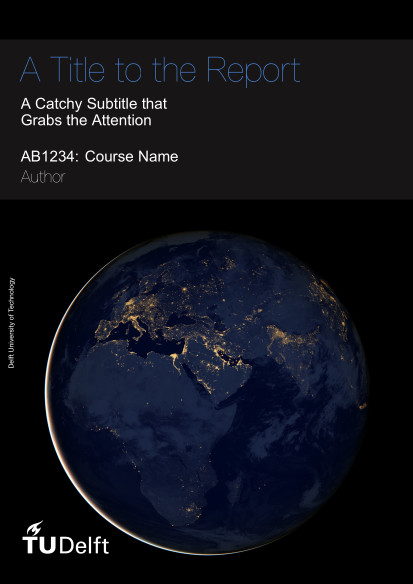 A Title to the Report
A Catchy Subtitle that
Grabs the Attention
AB1234: Course Name
Author
Delft University of Technology
TUDelft